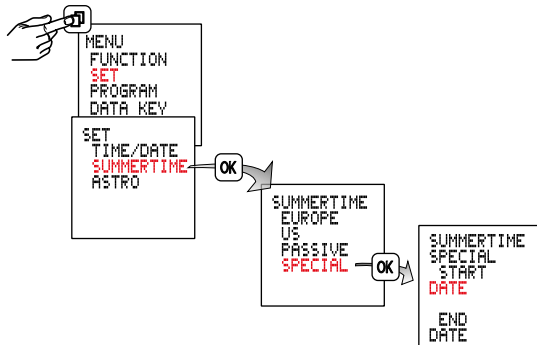 MENU
FUNCTION
SET
PROGRAM
DATA KEY
SET
TIME/DATE
SUMMERTIME
ASTRO
OK
SUMMERTIME
EUROPE
US
PASSIVE
SPECIAL
OK
SUMMERTIME
SPECIAL
START
DATE
END
DATE